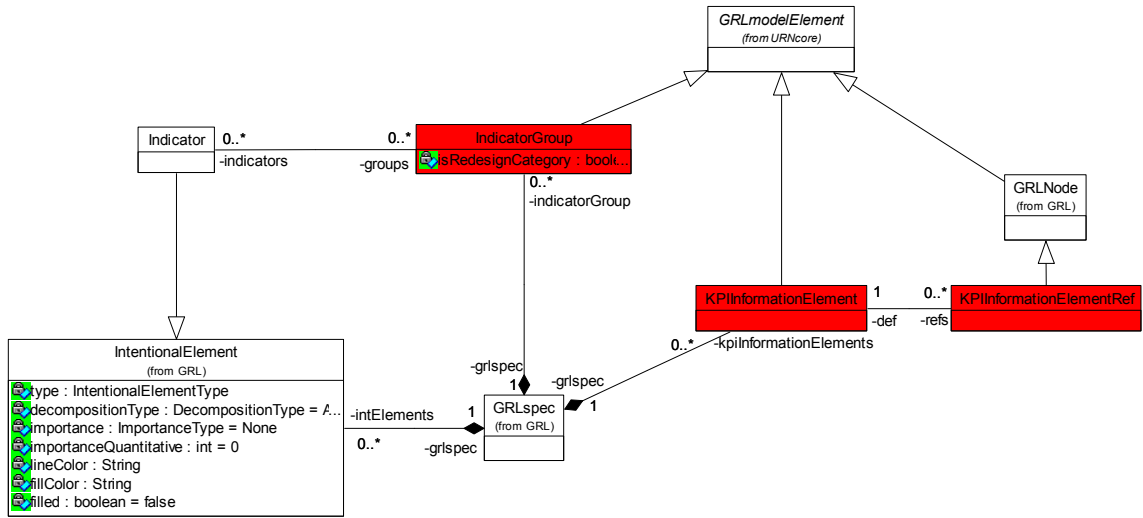 GRLmodelElement
(from URNcore)
Indicator
0..*
-indicators
0..*
-groups
IndicatorGroup
isRedesignCategory : boole...
0..*
-indicatorGroup
GRLNode
(from GRL)
KPIInformationElement
1
-def
0..*
-refs
KPIInformationElementRef
0..*
-kpiInformationElements
IntentionalElement
(from GRL)
type : IntentionalElementType
decompositionType : DecompositionType = A...
importance : ImportanceType = None
importanceQuantitative : int = 0
lineColor : String
fillColor : String
filled : boolean = false
-intElements
0..*
1
-grlspec
-grlspec
1
-grlspec
1
GRLspec
(from GRL)